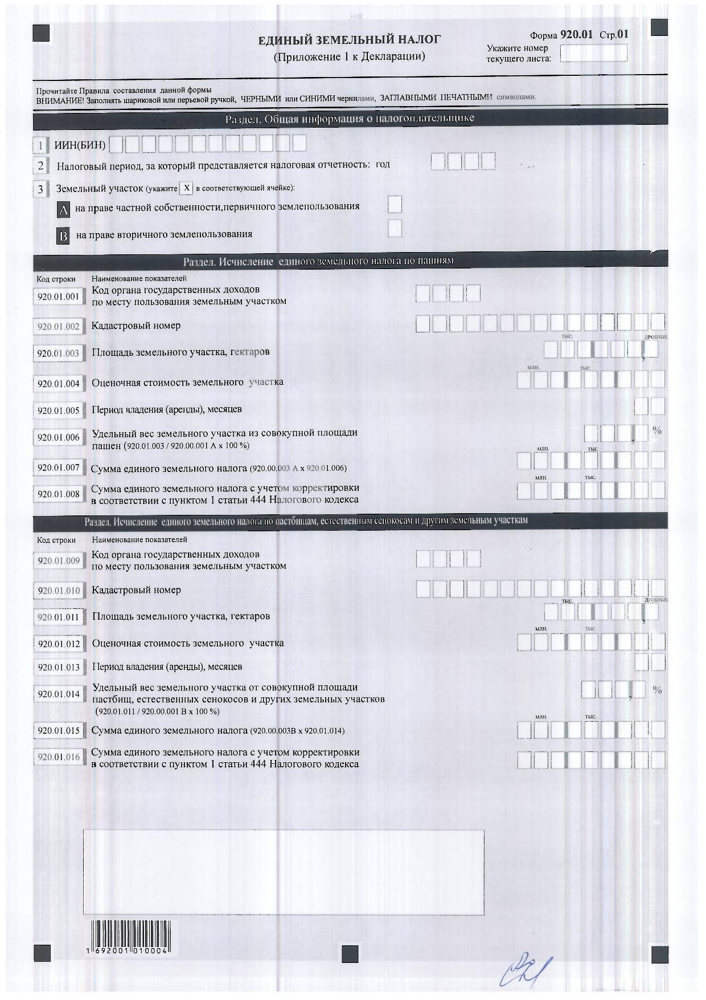 398
ЕДИНЫЙ ЗЕМЕЛЬНЫЙ НАЛОГ
(Приложение 1 к Декларации)
Форма 920.01 Стр.01
Укажите номер
текущего листа:
Прочитайте Правила составления данной формы
ВНИМАНИЕ! Заполнять шариковой или перьевой ручкой, ЧЕРНЫМИ или СИНИМИ чернилами, ЗАГЛАВНЫМИ ПЕЧАТНЫМИ символами.
Раздел. Общая информация о налогоплательщике
1 ИИН(БИН)
2 Налоговый период, за который представляется налоговая отчетность: год
3 Земельный участок (укажите X в соответствующей ячейке):
A на праве частной собственности,первичного землепользования
B на праве вторичного землепользования
Раздел. Исчисление единого земельного налога по пашням
Код строки Наименование показателей
920.01.001 Код органа государственных доходов
по месту пользования земельным участком
920.01.002 Кадастровый номер
тыс. ДРОБНЫЕ
920.01.003 Площадь земельного участка, гектаров ,
млн. тыс.
920.01.004 Оценочная стоимость земельного участка
920.01.005 Период владения (аренды), месяцев
920.01.006 Удельный вес земельного участка из совокупной площади , %
пашен (920.01.003 / 920.00.001 А х 100 %)
млн. тыс
920.01.007 Сумма единого земельного налога (920.00.003 А х 920.01.006)
млн. тыс.
920.01.008 Сумма единого земельного налога с учетом корректировки
в соответствии с пунктом 1 статьи 444 Налогового кодекса
Раздел. Исчисление единого земельного налога по пастбищам, естественным сенокосам и другим земельным участкам
Код строки Наименование показателей
920.01.009 Код органа государственных доходов
по месту пользования земельным участком
920.01.010 Кадастровый номер
тыс. ДРОБНЫЕ
920.01.011 Площадь земельного участка, гектаров ,
млн. тыс.
920.01.012 Оценочная стоимость земельного участка
920.01.013 Период владения (аренды), месяцев
920.01.014 Удельный вес земельного участка от совокупной площади , %
пастбищ, естественных сенокосов и других земельных участков
(920.01.011 / 920.00.001 В х 100 %)
млн. тыс.
920.01.015 Сумма единого земельного налога (920.00.003В х 920.01.014)
920.01.016 Сумма единого земельного налога с учетом корректировки
в соответствии с пунктом 1 статьи 444 Налогового кодекса
1 692001 010004